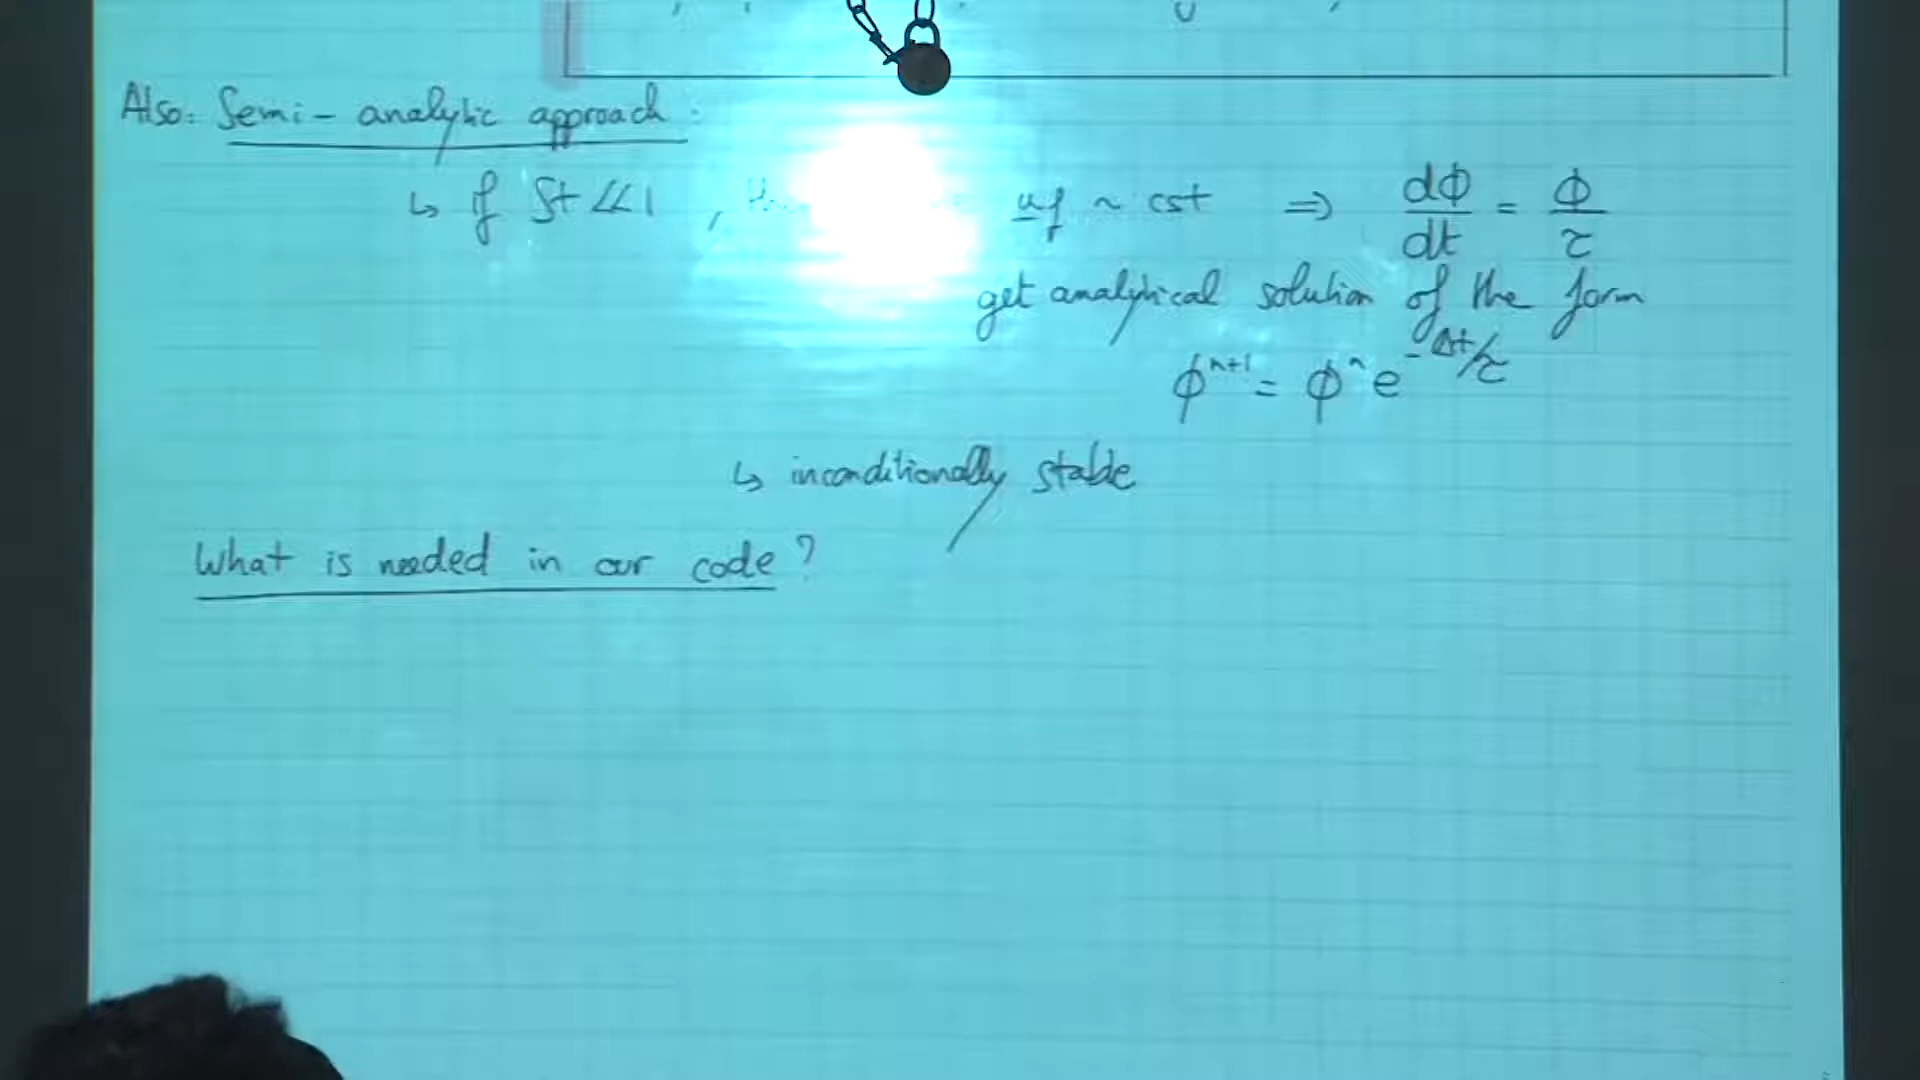 Also: Semi-analytic approach:
↳ if St ≪ 1, uf ~ cst ⇒ dΦ/dt = Φ/τ
get analytical solution of the form
ϕ^{n+1} = ϕ^n e^{-Δt/τ}
↳ inconditionally stable
What is needed in our code?